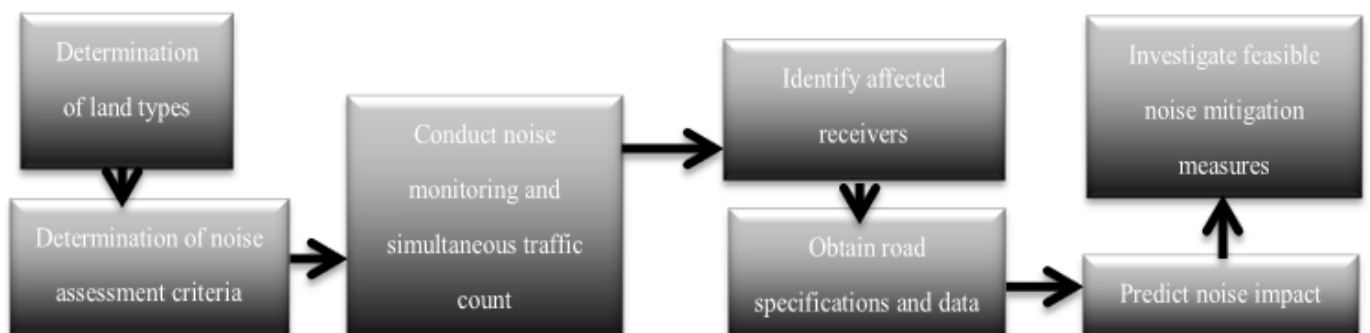 Determination
of land types
Determination of noise
assessment criteria
Conduct noise
monitoring and
simultaneous traffic
count
Identify affected
receivers
Obtain road
specifications and data
Predict noise impact
Investigate feasible
noise mitigation
measures